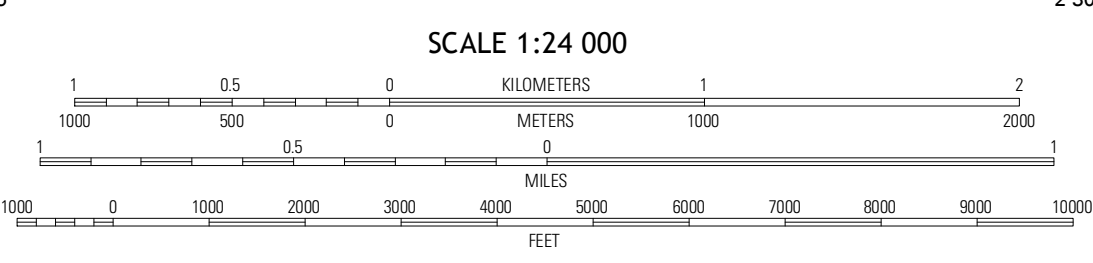 SCALE 1:24 000
1 0.5 0 KILOMETERS 1 2
1000 500 0 METERS 1000 2000
1 0.5 0 1
MILES
1000 0 1000 2000 3000 4000 5000 6000 7000 8000 9000 10000
FEET